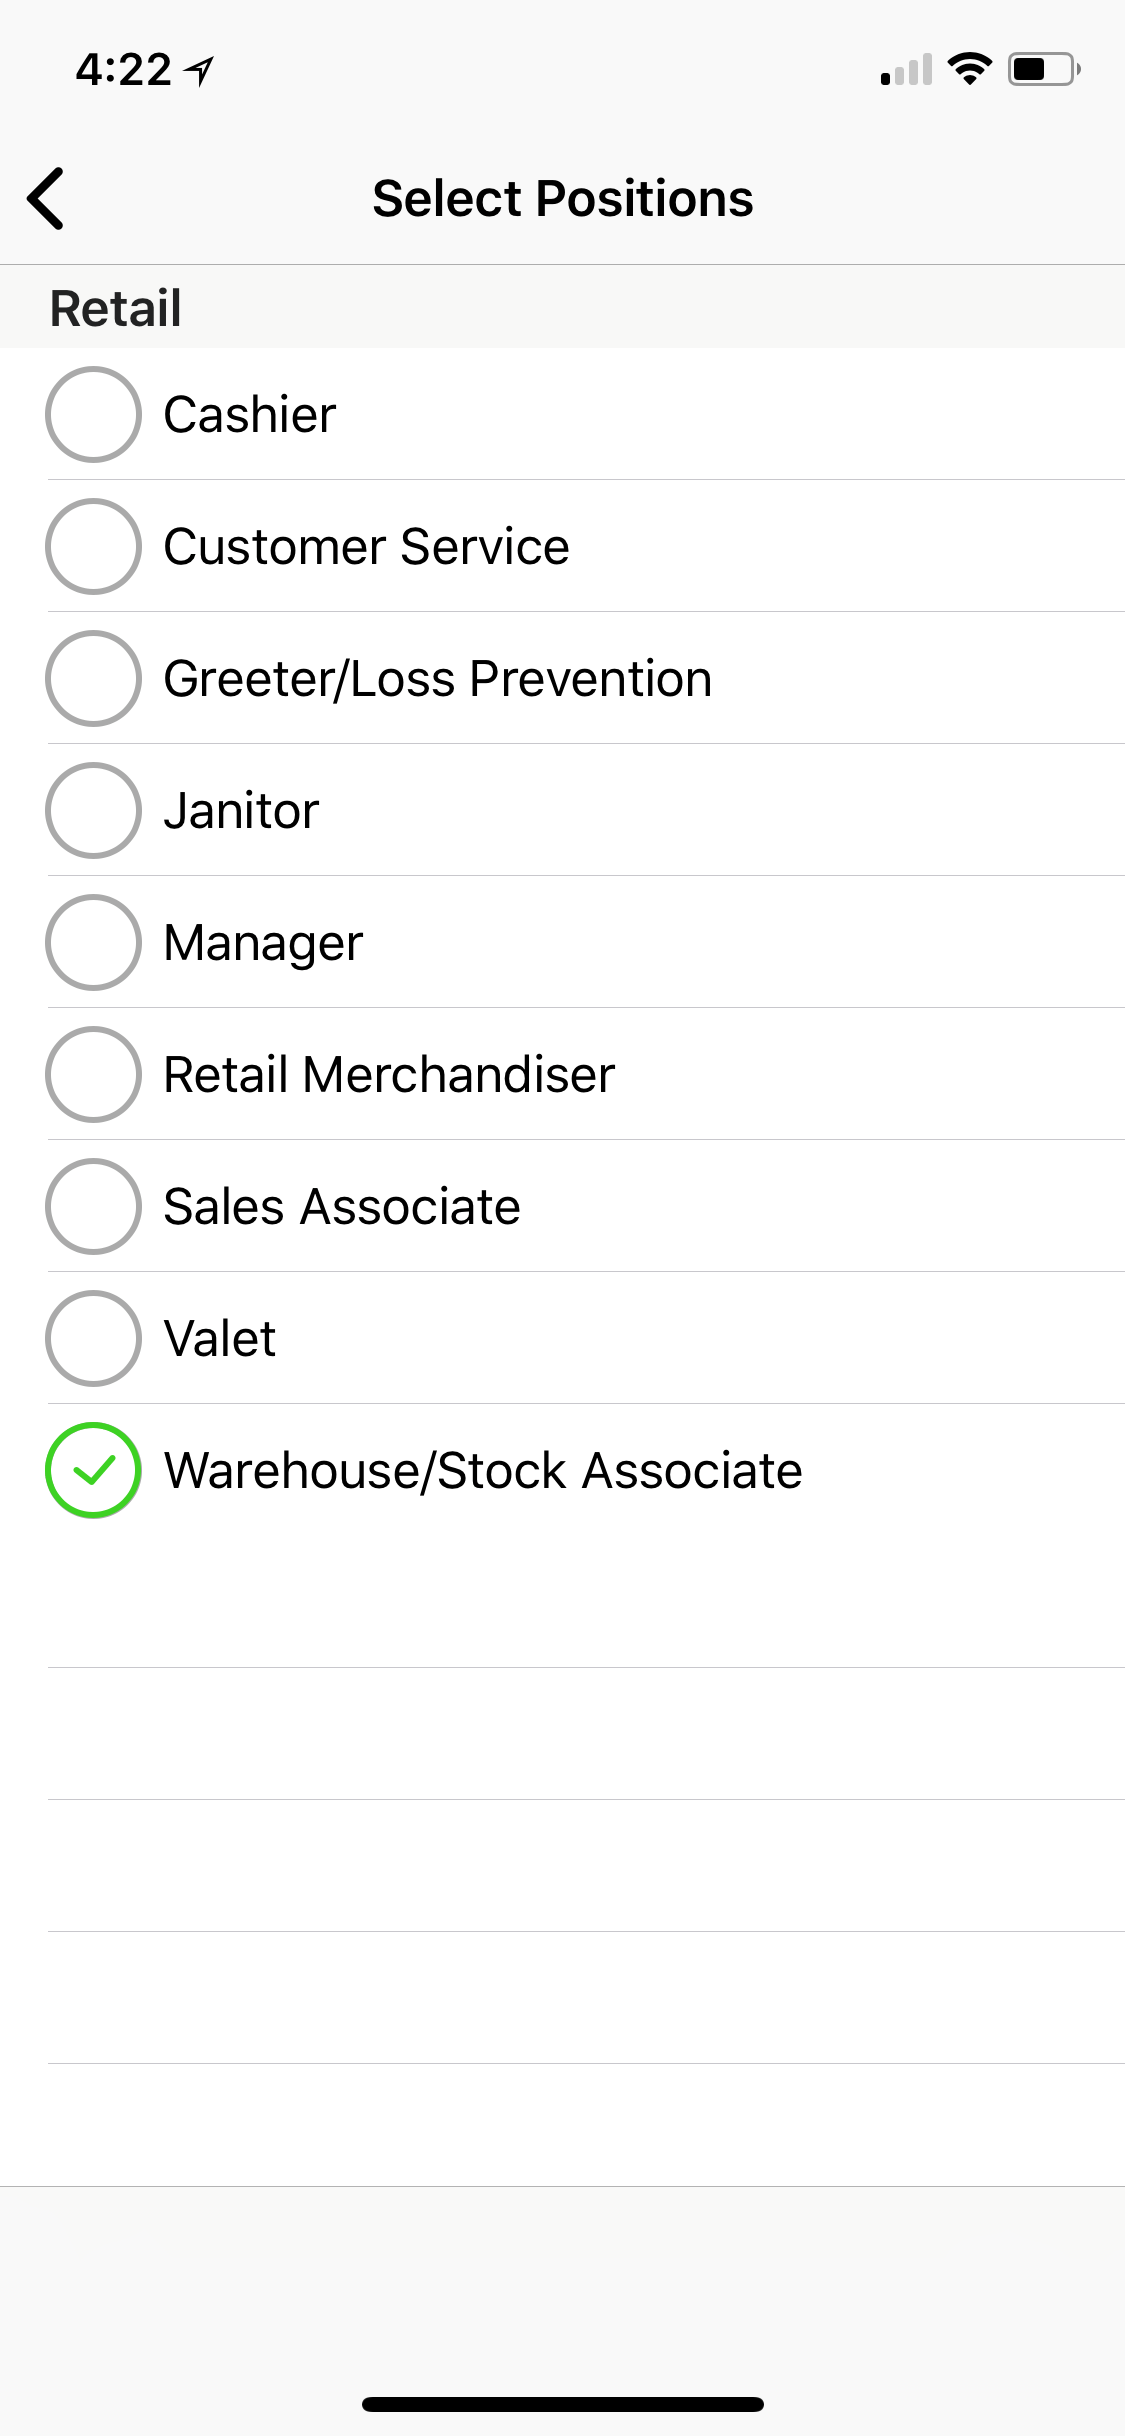 4:22
Select Positions
Retail
Cashier
Customer Service
Greeter/Loss Prevention
Janitor
Manager
Retail Merchandiser
Sales Associate
Valet
Warehouse/Stock Associate